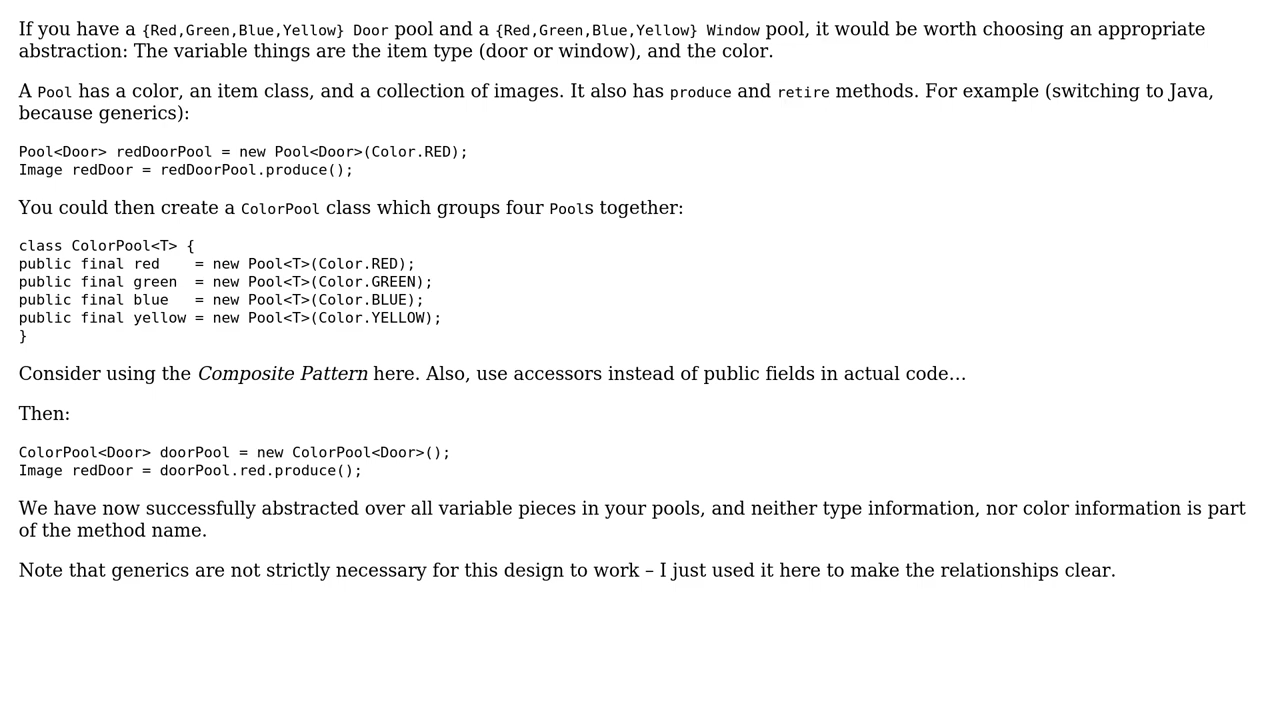 If you have a {Red,Green,Blue,Yellow} Door pool and a {Red,Green,Blue,Yellow} Window pool, it would be worth choosing an appropriate
abstraction: The variable things are the item type (door or window), and the color.
A Pool has a color, an item class, and a collection of images. It also has produce and retire methods. For example (switching to Java,
because generics):
Pool<Door> redDoorPool = new Pool<Door>(Color.RED);
Image redDoor = redDoorPool.produce();
You could then create a ColorPool class which groups four Pools together:
class ColorPool<T> {
public final red    = new Pool<T>(Color.RED);
public final green  = new Pool<T>(Color.GREEN);
public final blue   = new Pool<T>(Color.BLUE);
public final yellow = new Pool<T>(Color.YELLOW);
}
Consider using the Composite Pattern here. Also, use accessors instead of public fields in actual code…
Then:
ColorPool<Door> doorPool = new ColorPool<Door>();
Image redDoor = doorPool.red.produce();
We have now successfully abstracted over all variable pieces in your pools, and neither type information, nor color information is part
of the method name.
Note that generics are not strictly necessary for this design to work – I just used it here to make the relationships clear.